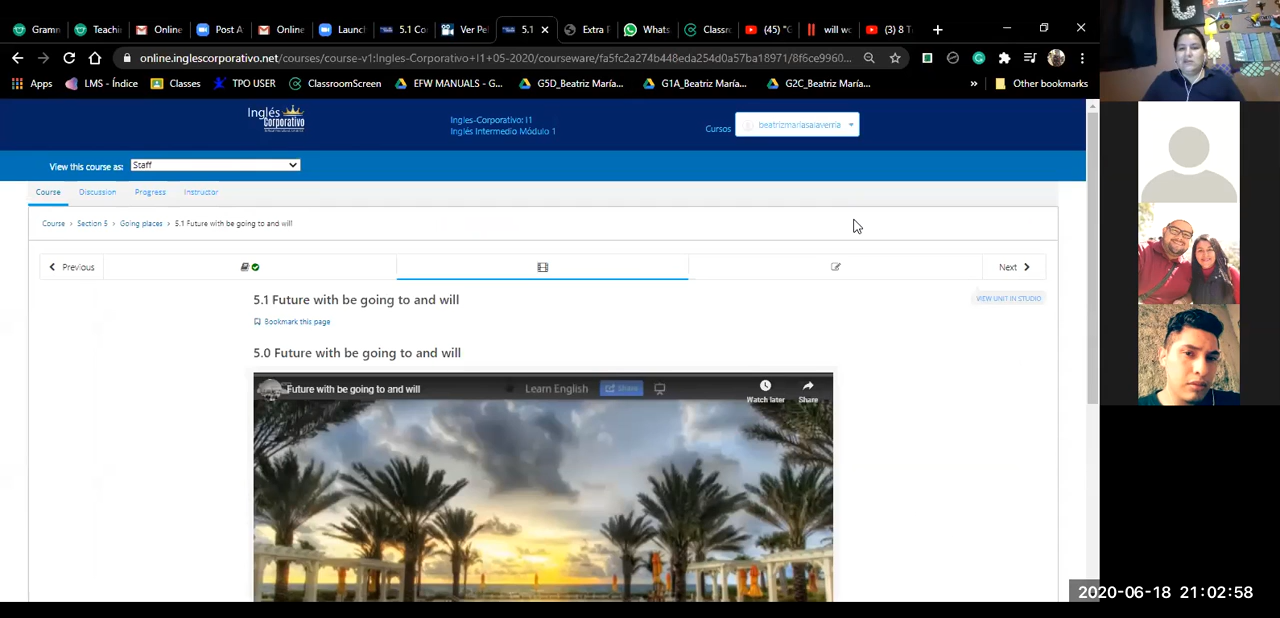 Gramn
Teachin
Online
Post A
Online
Launc
5.1 Co
Ver Pel
5.1
Extra P
Whats
Classr
(45) "G
will wo
(3) 8 T
online.inglescorporativo.net/courses/course-v1:Ingles-Corporativo+I1+05-2020/courseware/fa5fc2a274b448eda254d0a57ba18971/8f6ce9960...
Apps
LMS - Índice
Classes
TPO USER
ClassroomScreen
EFW MANUALS - G...
G5D_Beatriz María...
G1A_Beatriz María...
G2C_Beatriz María...
»
Other bookmarks
Inglés
Corporativo
Ingles-Corporativo: I1
Inglés Intermedio Módulo 1
Cursos
beatrizmariasalaverria
View this course as:
Staff
Course
Discussion
Progress
Instructor
Course > Section 5 > Going places > 5.1 Future with be going to and will
Previous
Next
5.1 Future with be going to and will
VIEW UNIT IN STUDIO
Bookmark this page
5.0 Future with be going to and will
Future with be going to and will
Learn English
Share
Watch later
Share
2020-06-18 21:02:58